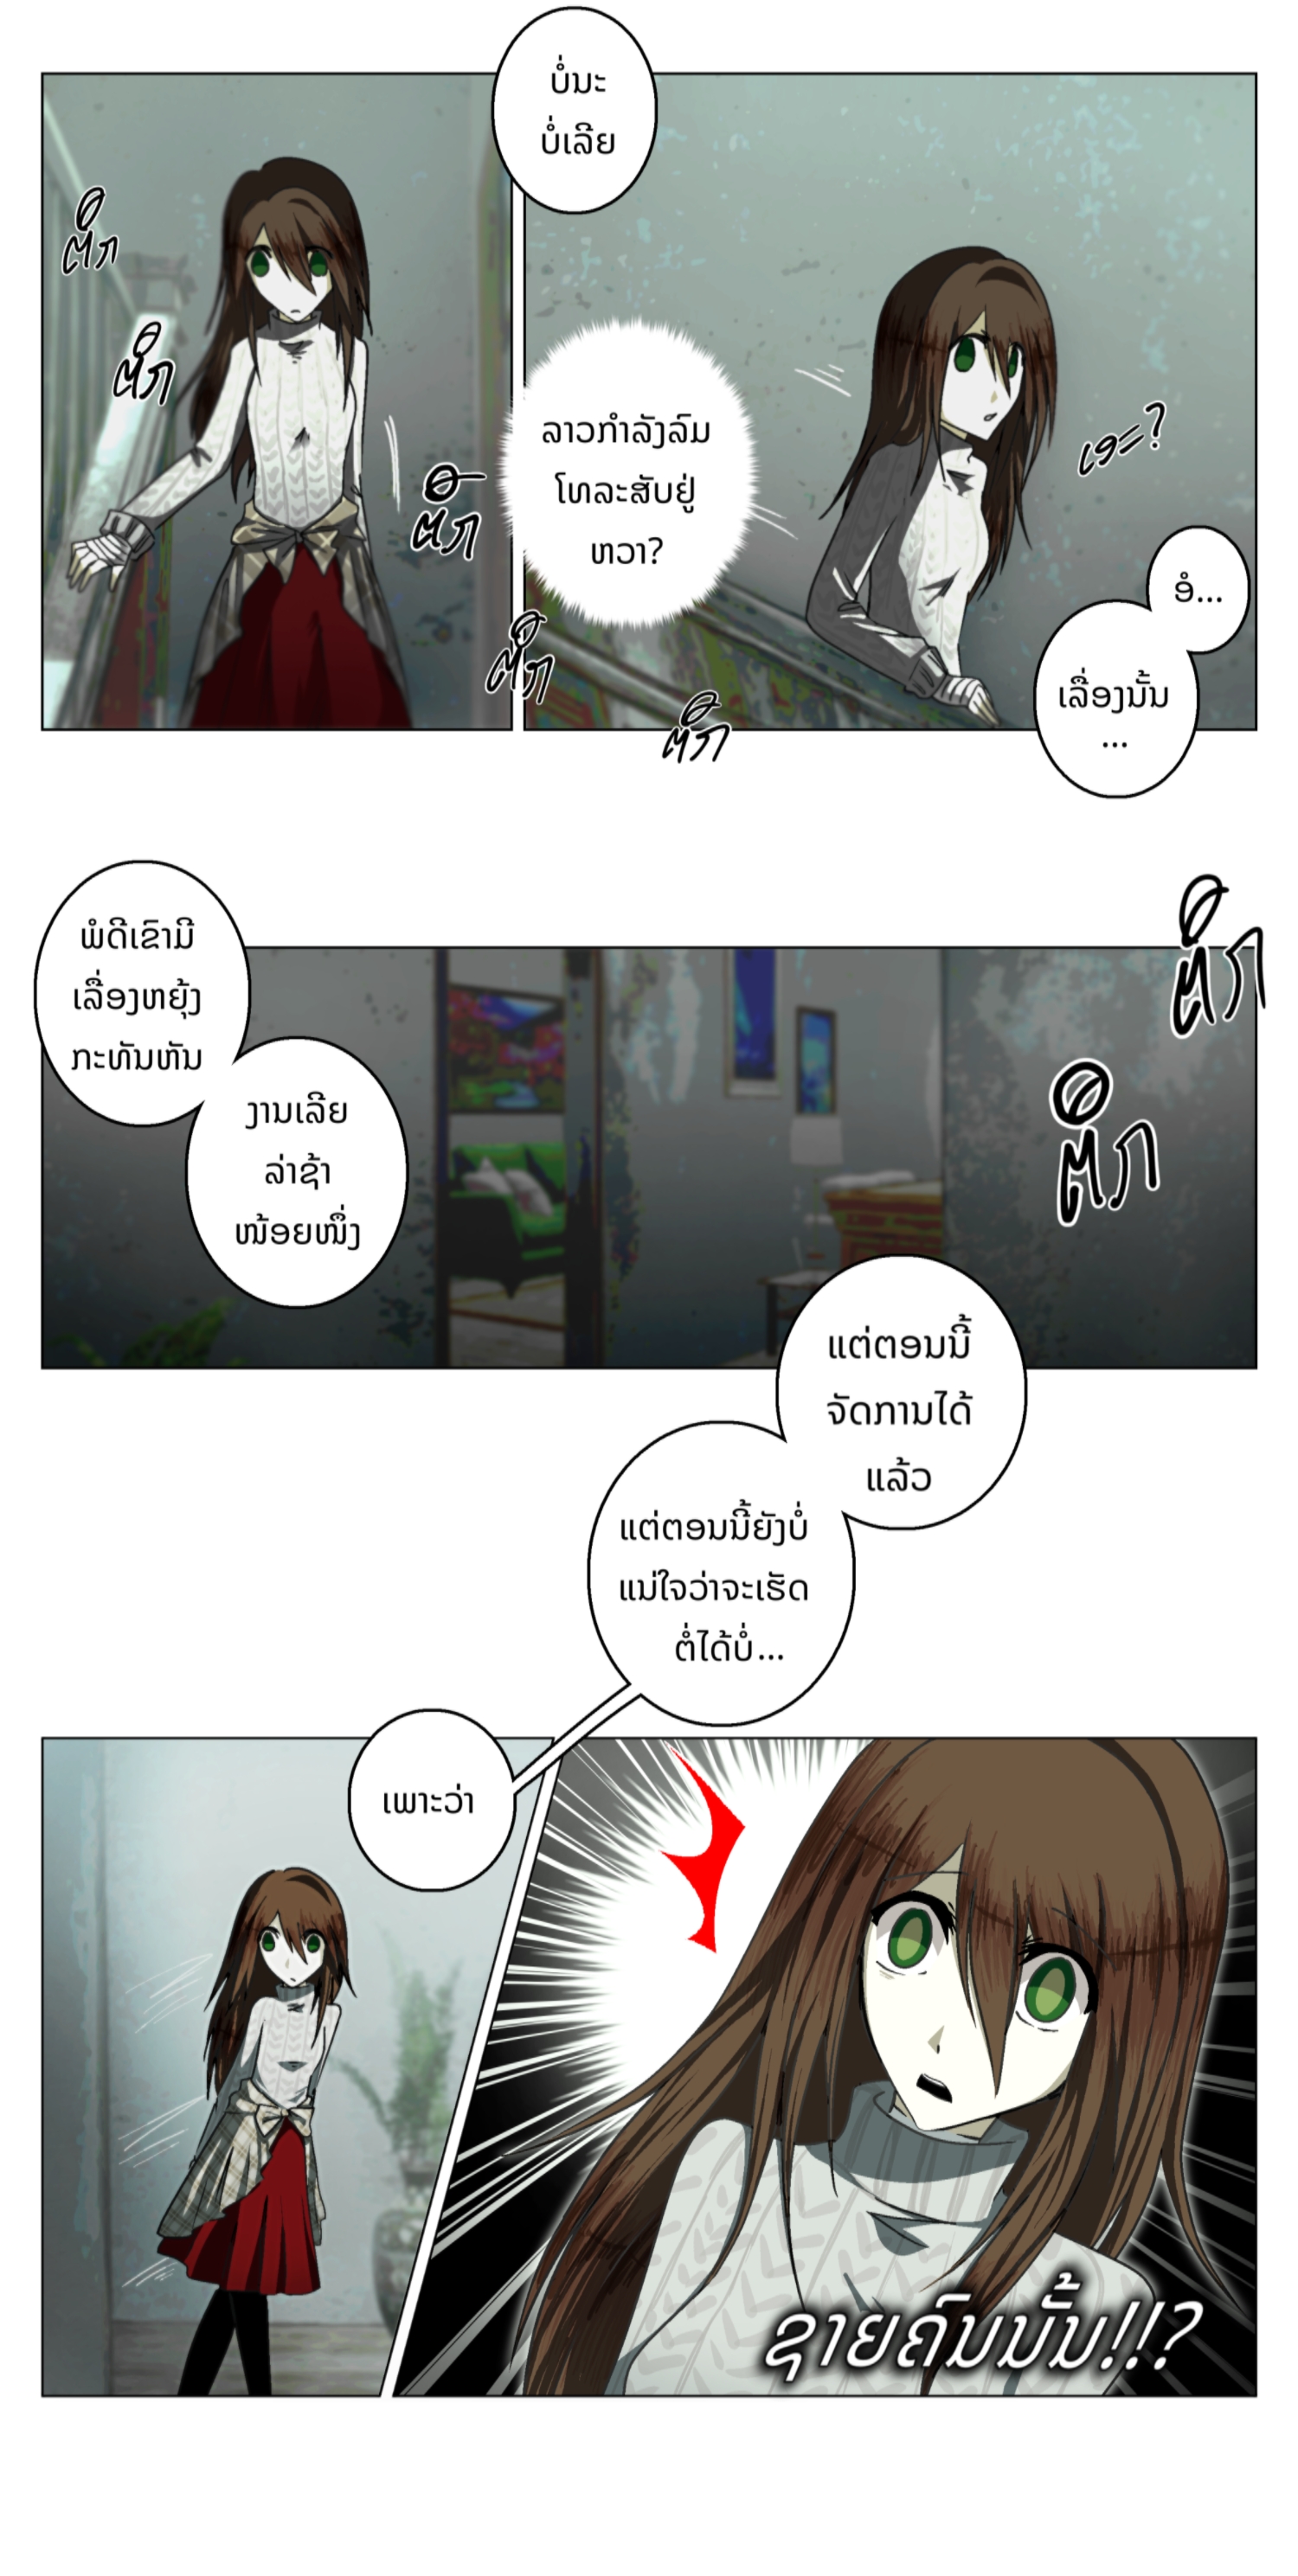 ບໍ່ນະ
ບໍ່ເລີຍ
ຕຶກ
ຕຶກ
ຕຶກ
ລາວກຳລັງລົມ
ໂທລະສັບຢູ່
ຫວາ?
ເອະ?
ອໍ...
ເລື່ອງນັ້ນ
...
ຕຶກ
ຕຶກ
ພໍດີເຂົາມີ
ເລື່ອງຫຍຸ້ງ
ກະທັນຫັນ
ງານເລີຍ
ລ່າຊ້າ
ໜ້ອຍໜຶ່ງ
ຕຶກ
ຕຶກ
ແຕ່ຕອນນີ້
ຈັດການໄດ້
ແລ້ວ
ແຕ່ຕອນນີ້ຍັງບໍ່
ແນ່ໃຈວ່າຈະເຮັດ
ຕໍ່ໄດ້ບໍ່...
ເພາະວ່າ
ຊາຍຄົນນັ້ນ!!!?